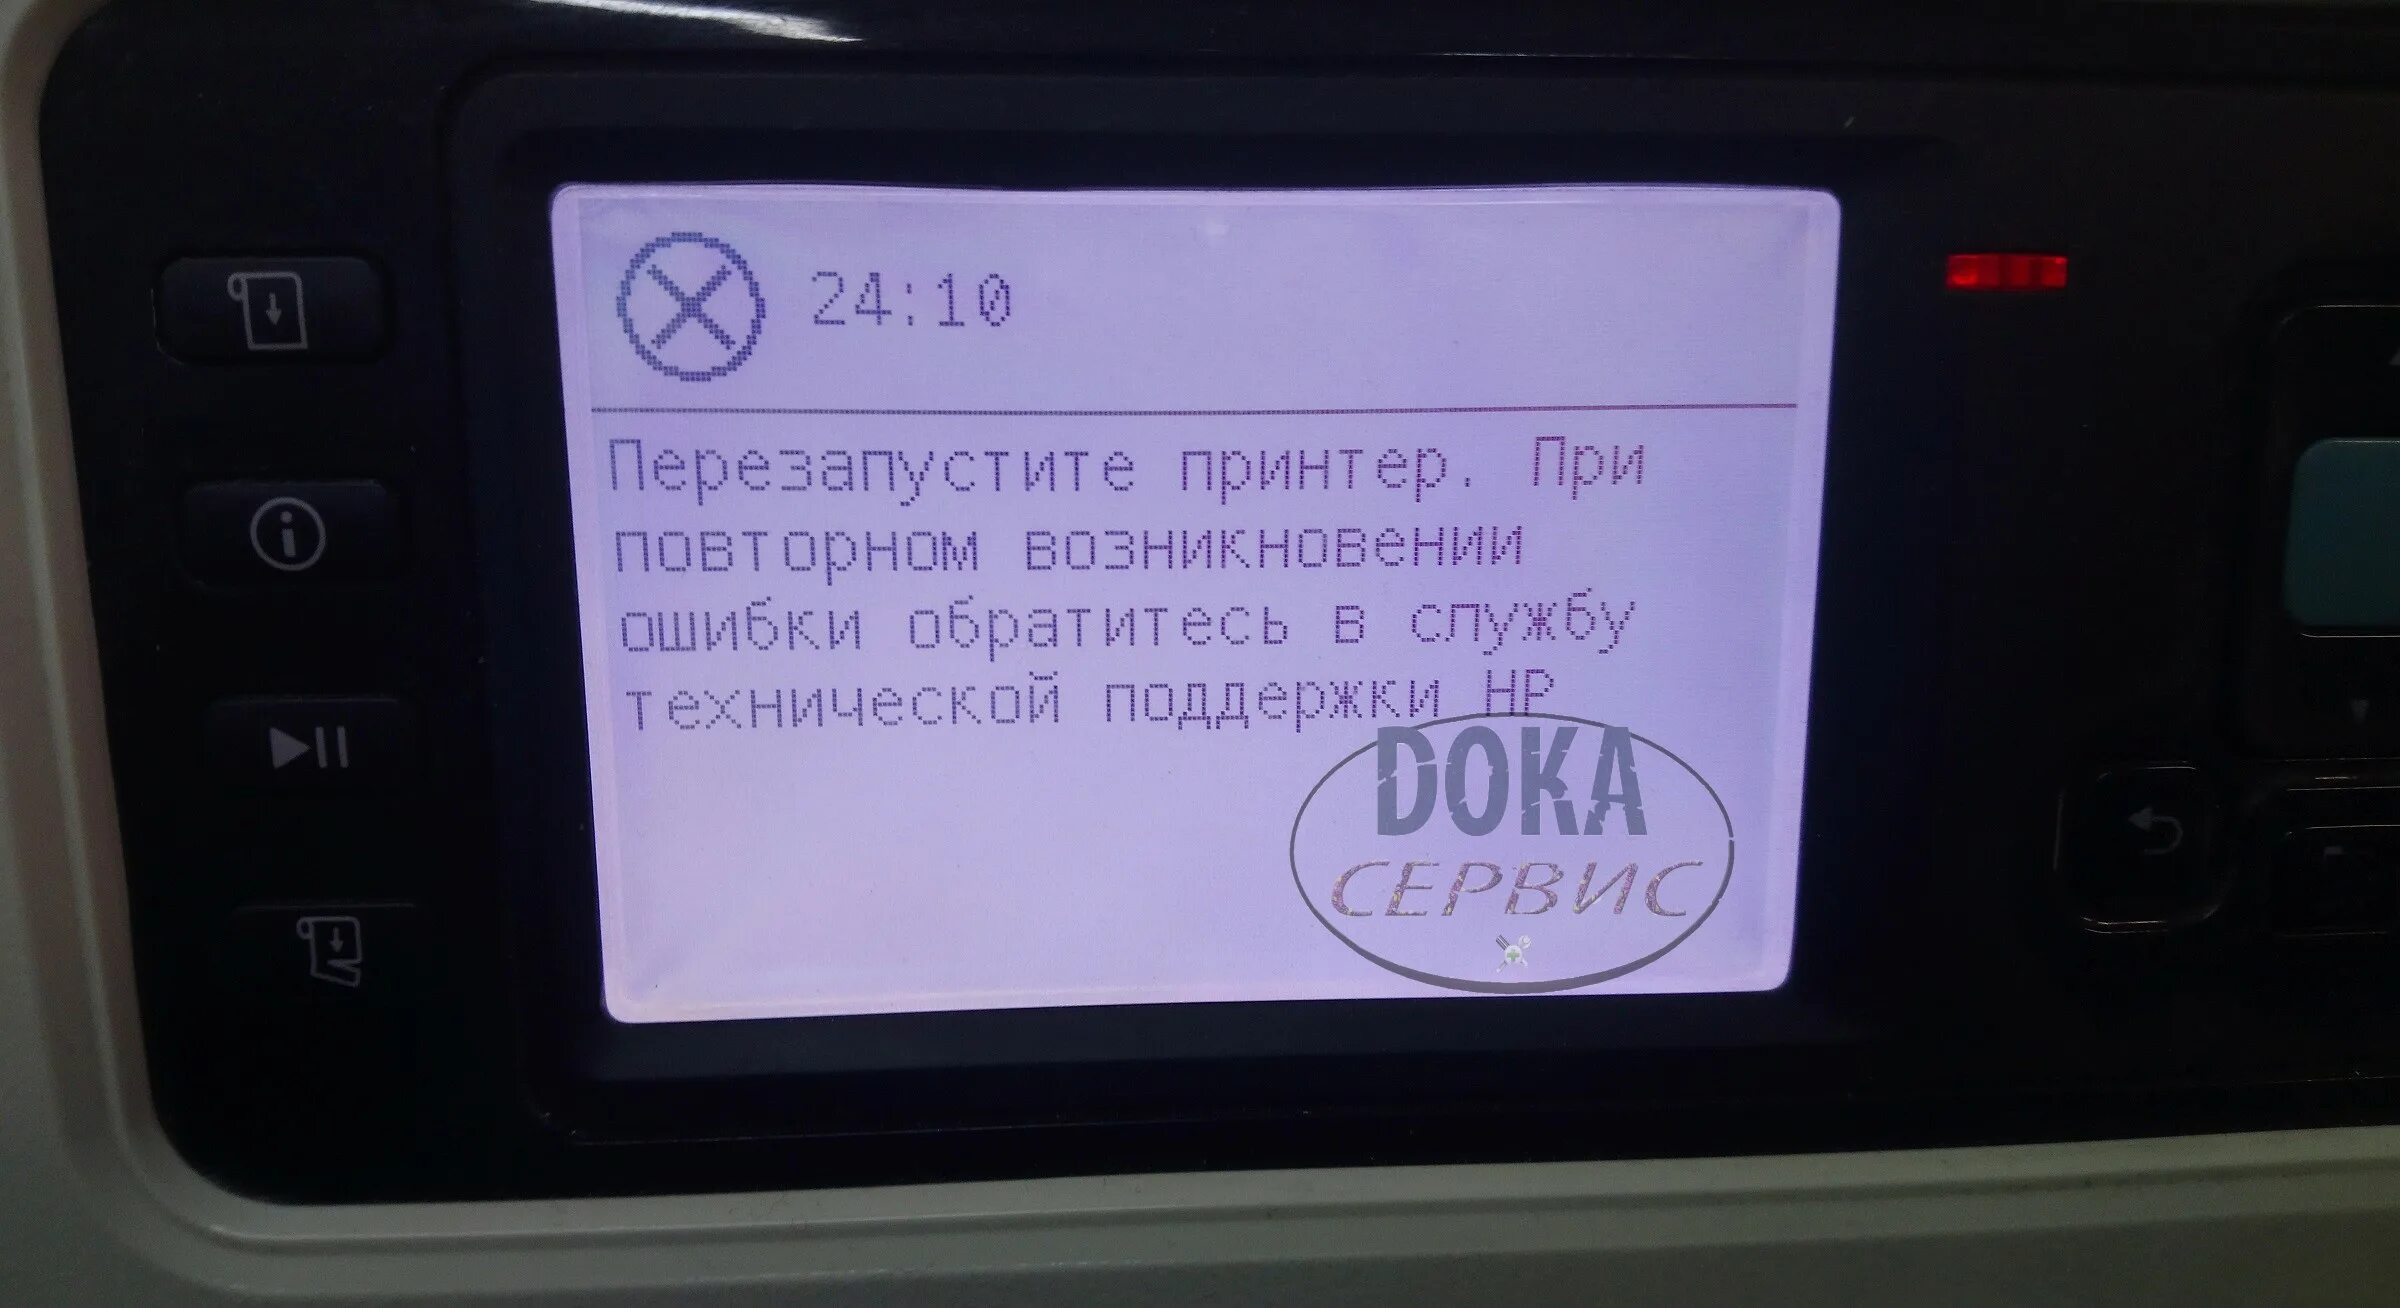 24:10
Перезапустите принтер. При
повторном возникновении
ошибки обратитесь в службу
технической поддержки HP
DOKA
СЕРВИС